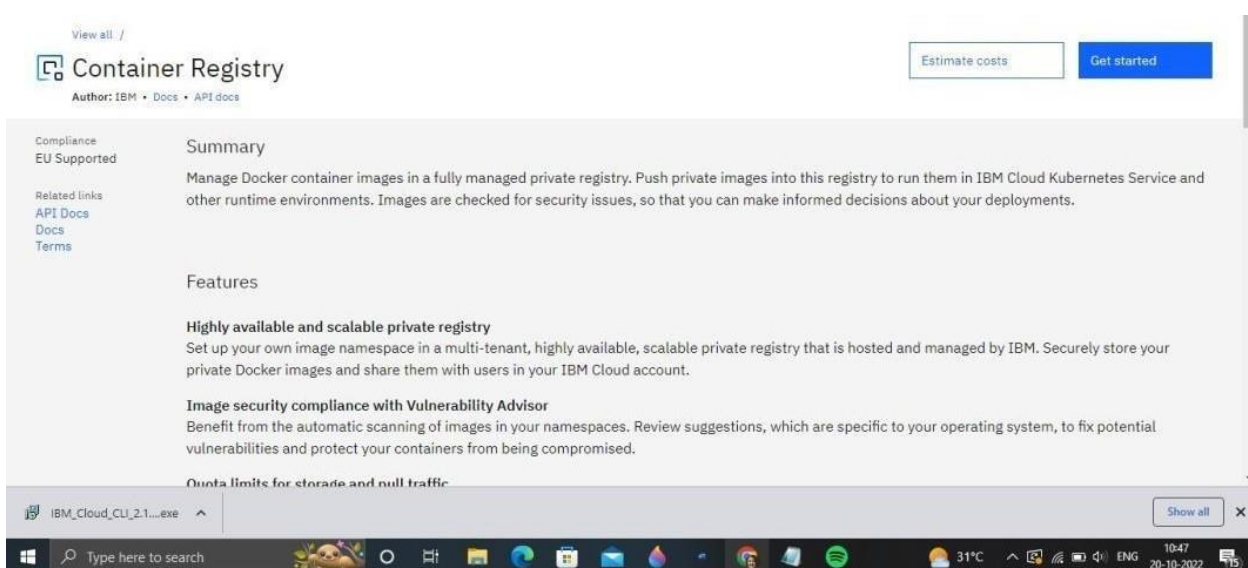 View all /
Container Registry
Author: IBM • Docs • API docs
Estimate costs
Get started
Compliance
EU Supported
Related links
API Docs
Docs
Terms
Summary
Manage Docker container images in a fully managed private registry. Push private images into this registry to run them in IBM Cloud Kubernetes Service and
other runtime environments. Images are checked for security issues, so that you can make informed decisions about your deployments.
Features
Highly available and scalable private registry
Set up your own image namespace in a multi-tenant, highly available, scalable private registry that is hosted and managed by IBM. Securely store your
private Docker images and share them with users in your IBM Cloud account.
Image security compliance with Vulnerability Advisor
Benefit from the automatic scanning of images in your namespaces. Review suggestions, which are specific to your operating system, to fix potential
vulnerabilities and protect your containers from being compromised.
Quota limits for storage and pull traffic
IBM_Cloud_CLI_2.1....exe
Show all
Type here to search
31°C
ENG
10:47
20-10-2022
15